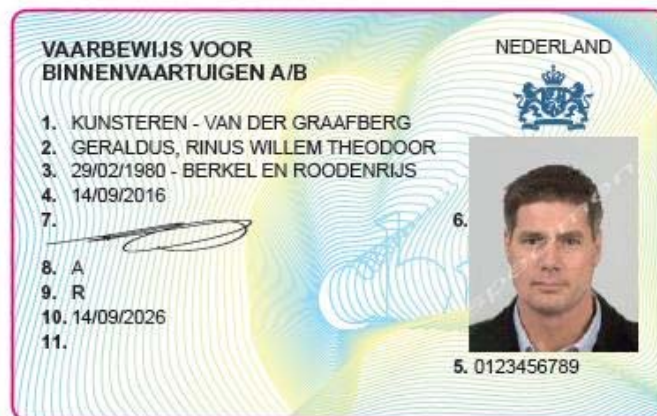 VAARBEWIJS VOOR
BINNENVAARTUIGEN A/B
NEDERLAND
1. KUNSTEREN - VAN DER GRAAFBERG
2. GERALDUS, RINUS WILLEM THEODOOR
3. 29/02/1980 - BERKEL EN ROODENRIJS
4. 14/09/2016
7.
6.
8. A
9. R
10. 14/09/2026
11.
5. 0123456789